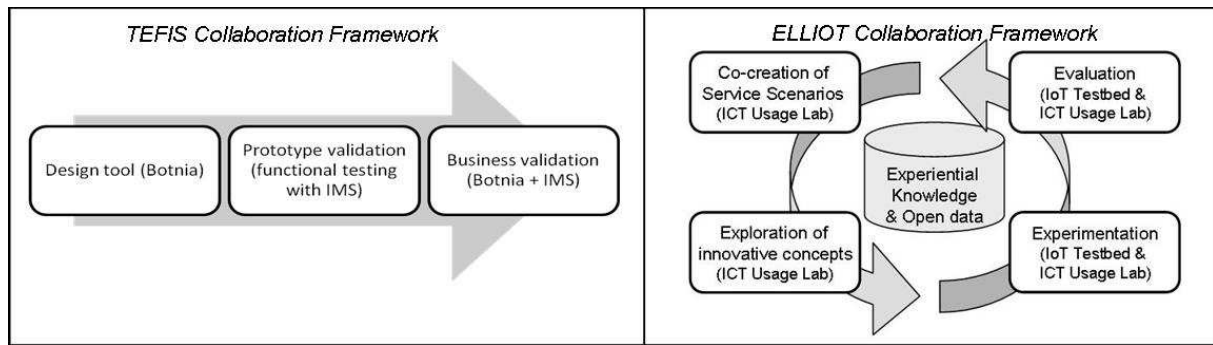 TEFIS Collaboration Framework
Design tool (Botnia)
Prototype validation
(functional testing
with IMS)
Business validation
(Botnia + IMS)
ELLIOT Collaboration Framework
Co-creation of
Service Scenarios
(ICT Usage Lab)
Evaluation
(IoT Testbed &
ICT Usage Lab)
Experiential
Knowledge
& Open data
Exploration of
innovative concepts
(ICT Usage Lab)
Experimentation
(IoT Testbed &
ICT Usage Lab)